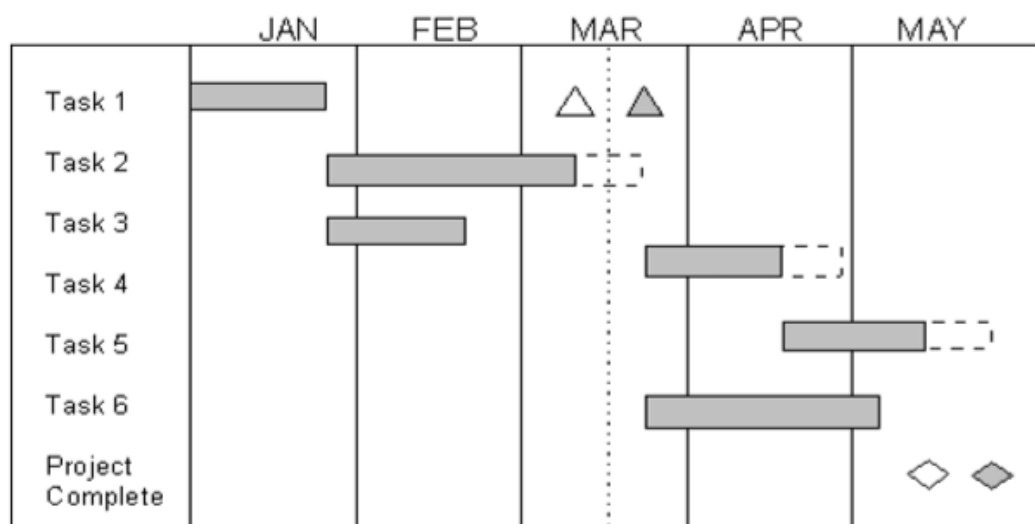 JAN FEB MAR APR MAY
Task 1
Task 2
Task 3
Task 4
Task 5
Task 6
Project
Complete